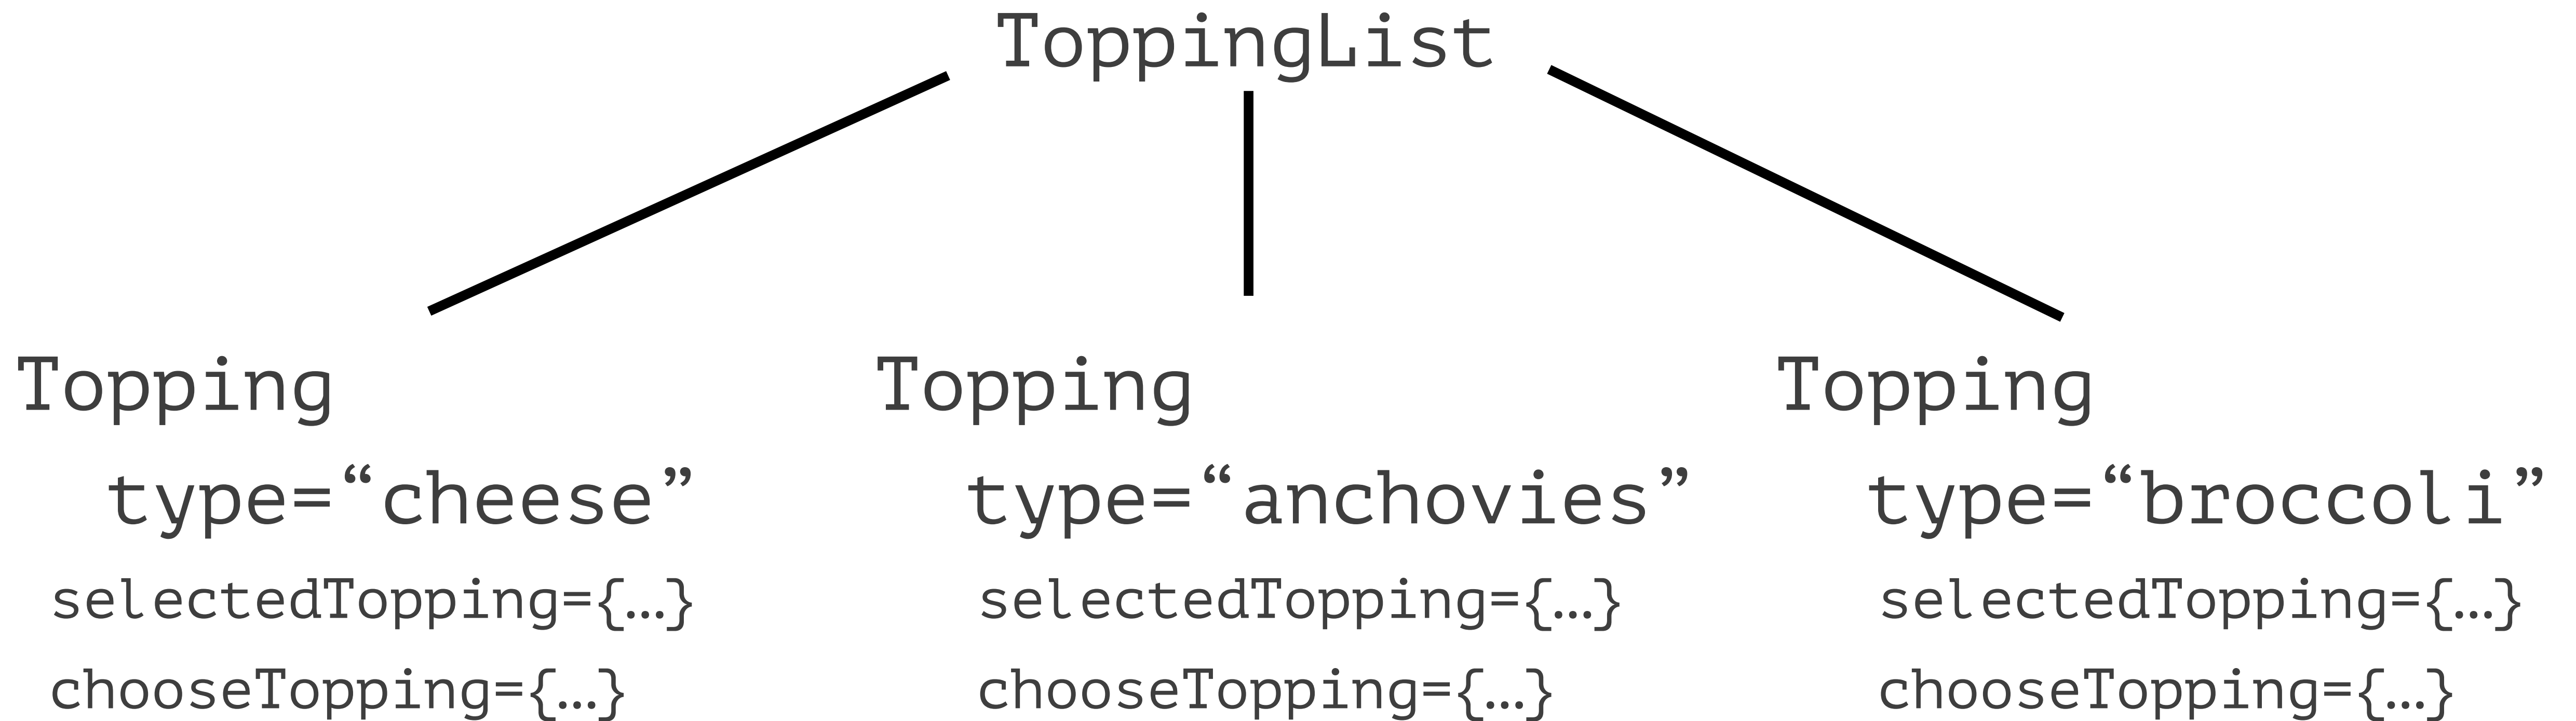 ToppingList
Topping
type=“cheese”
selectedTopping={…}
chooseTopping={…}
Topping
type=“anchovies”
selectedTopping={…}
chooseTopping={…}
Topping
type=“broccoli”
selectedTopping={…}
chooseTopping={…}